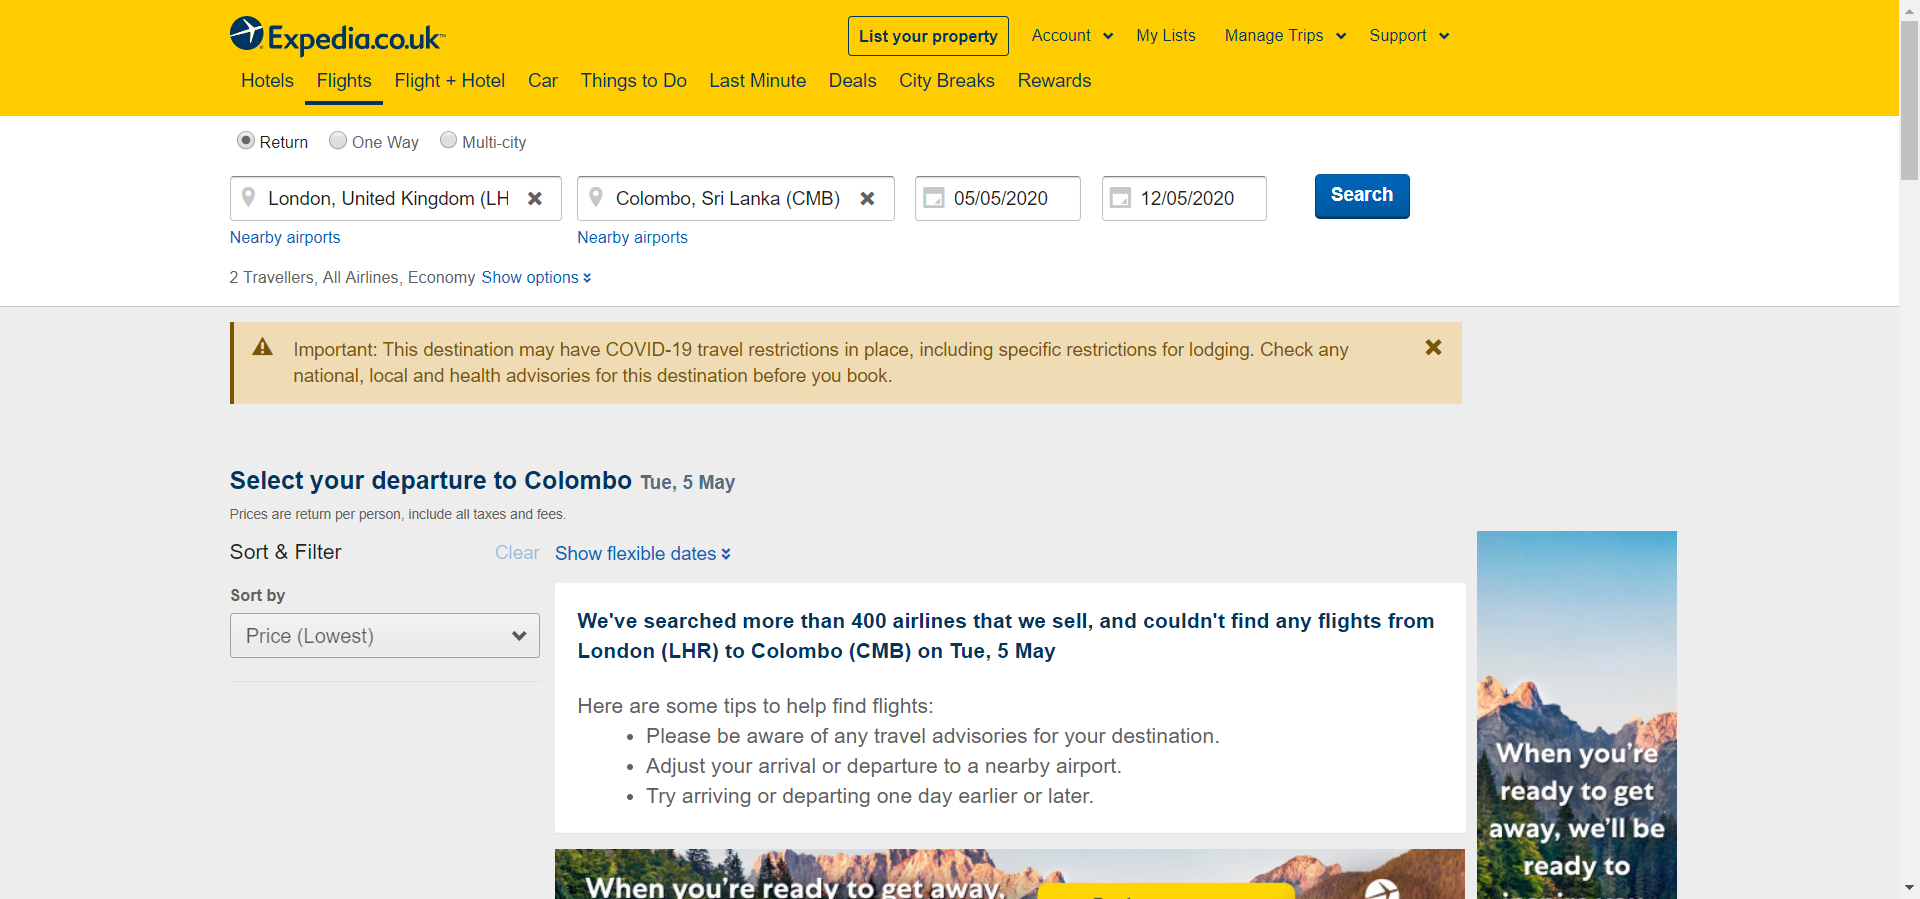 Expedia.co.uk™
List your property
Account
My Lists
Manage Trips
Support
Hotels
Flights
Flight + Hotel
Car
Things to Do
Last Minute
Deals
City Breaks
Rewards
Return
One Way
Multi-city
London, United Kingdom (LH
Colombo, Sri Lanka (CMB)
05/05/2020
12/05/2020
Search
Nearby airports
Nearby airports
2 Travellers, All Airlines, Economy Show options
Important: This destination may have COVID-19 travel restrictions in place, including specific restrictions for lodging. Check any
national, local and health advisories for this destination before you book.
Select your departure to Colombo Tue, 5 May
Prices are return per person, include all taxes and fees.
Sort & Filter
Clear
Show flexible dates
Sort by
Price (Lowest)
We've searched more than 400 airlines that we sell, and couldn't find any flights from
London (LHR) to Colombo (CMB) on Tue, 5 May
Here are some tips to help find flights:
• Please be aware of any travel advisories for your destination.
• Adjust your arrival or departure to a nearby airport.
• Try arriving or departing one day earlier or later.
When you're ready to get away,
When you're
ready to get
away, we'll be
ready to